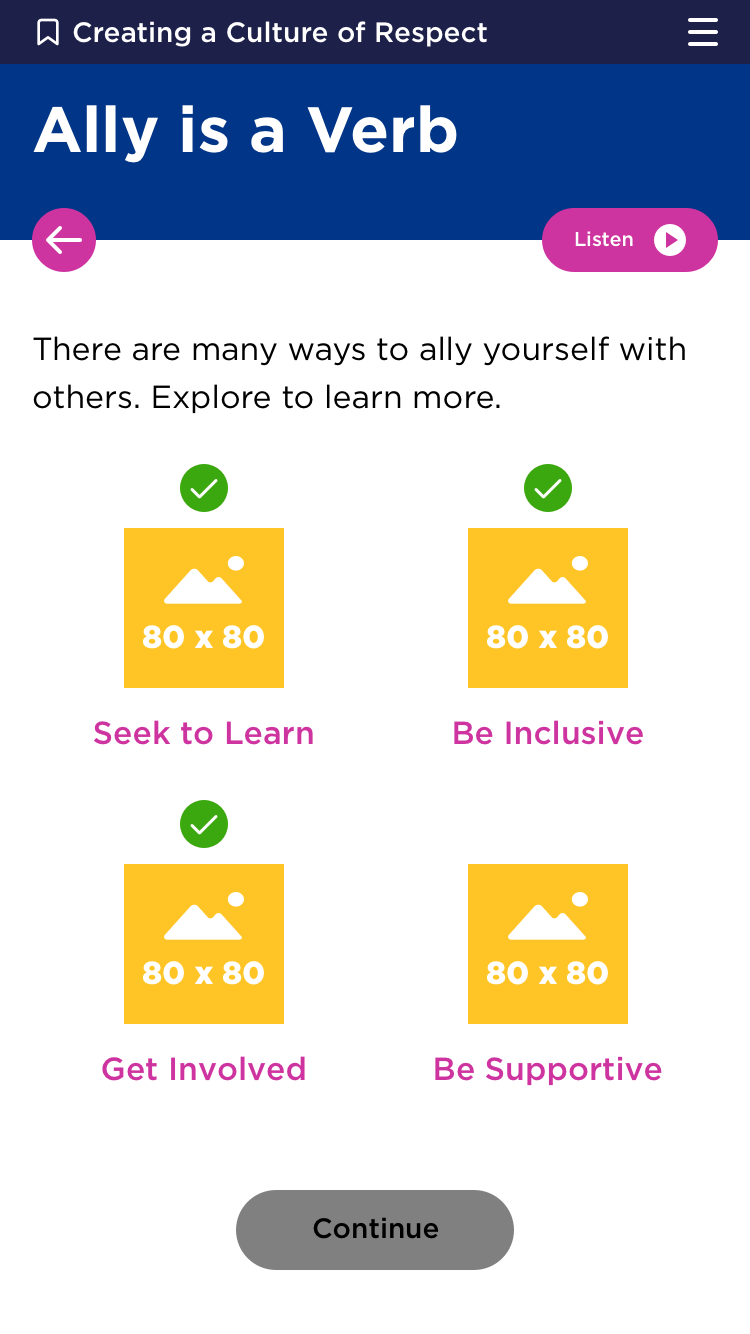 Creating a Culture of Respect
Ally is a Verb
Listen
There are many ways to ally yourself with
others. Explore to learn more.
80 x 80
80 x 80
Seek to Learn
Be Inclusive
80 x 80
80 x 80
Get Involved
Be Supportive
Continue